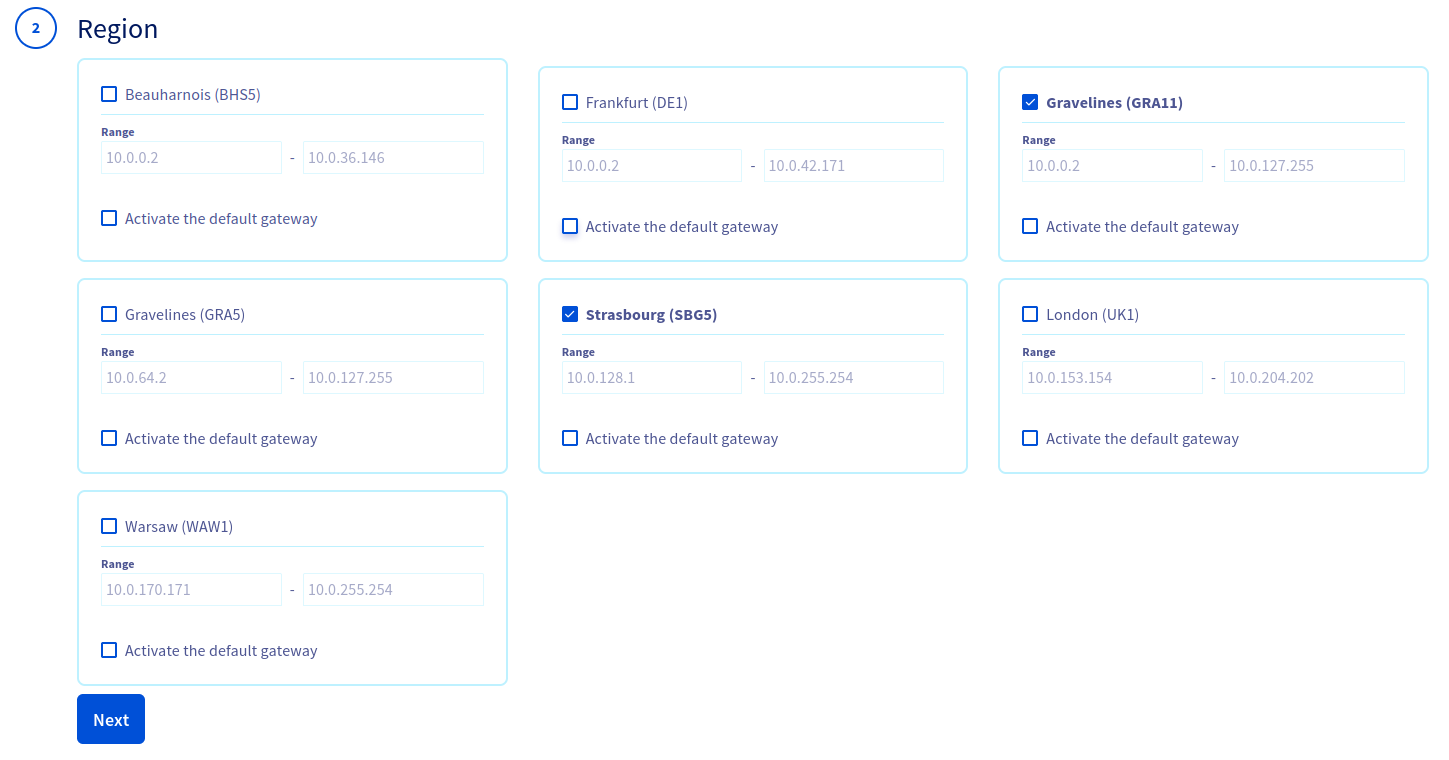 2
Region
Beauharnois (BHS5)
Range
10.0.0.2 - 10.0.36.146
Activate the default gateway
Frankfurt (DE1)
Range
10.0.0.2 - 10.0.42.171
Activate the default gateway
Gravelines (GRA11)
Range
10.0.0.2 - 10.0.127.255
Activate the default gateway
Gravelines (GRA5)
Range
10.0.64.2 - 10.0.127.255
Activate the default gateway
Strasbourg (SBG5)
Range
10.0.128.1 - 10.0.255.254
Activate the default gateway
London (UK1)
Range
10.0.153.154 - 10.0.204.202
Activate the default gateway
Warsaw (WAW1)
Range
10.0.170.171 - 10.0.255.254
Activate the default gateway
Next